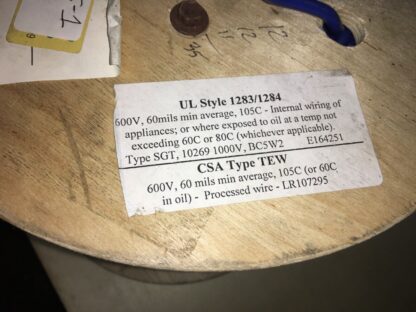 UL Style 1283/1284
600V, 60mils min average, 105C - Internal wiring of
appliances; or where exposed to oil at a temp not
exceeding 60C or 80C (whichever applicable).
Type SGT, 10269 1000V, BC5W2 E164251
CSA Type TEW
600V, 60 mils min average, 105C (or 60C
in oil) - Processed wire - LR107295